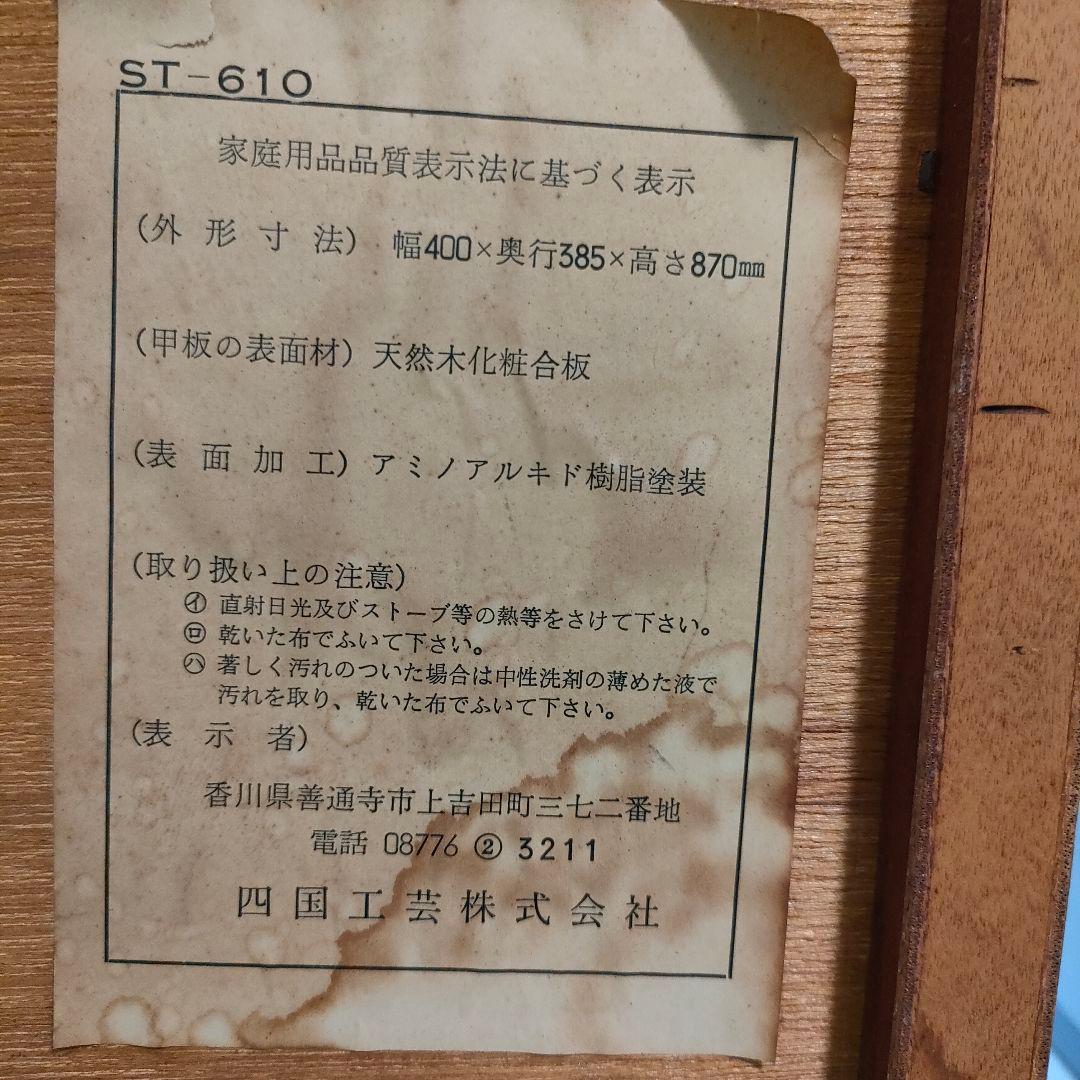 ST-610
家庭用品品質表示法に基づく表示
(外形寸法) 幅400×奥行385×高さ870㎜
(甲板の表面材) 天然木化粧合板
(表面加工) アミノアルキド樹脂塗装
(取り扱い上の注意)
㋑ 直射日光及びストーブ等の熱等をさけて下さい。
㋺ 乾いた布でふいて下さい。
㋩ 著しく汚れのついた場合は中性洗剤の薄めた液で
汚れを取り、乾いた布でふいて下さい。
(表示者)
香川県善通寺市上吉田町三七二番地
電話 08776 ② 3211
四国工芸株式会社